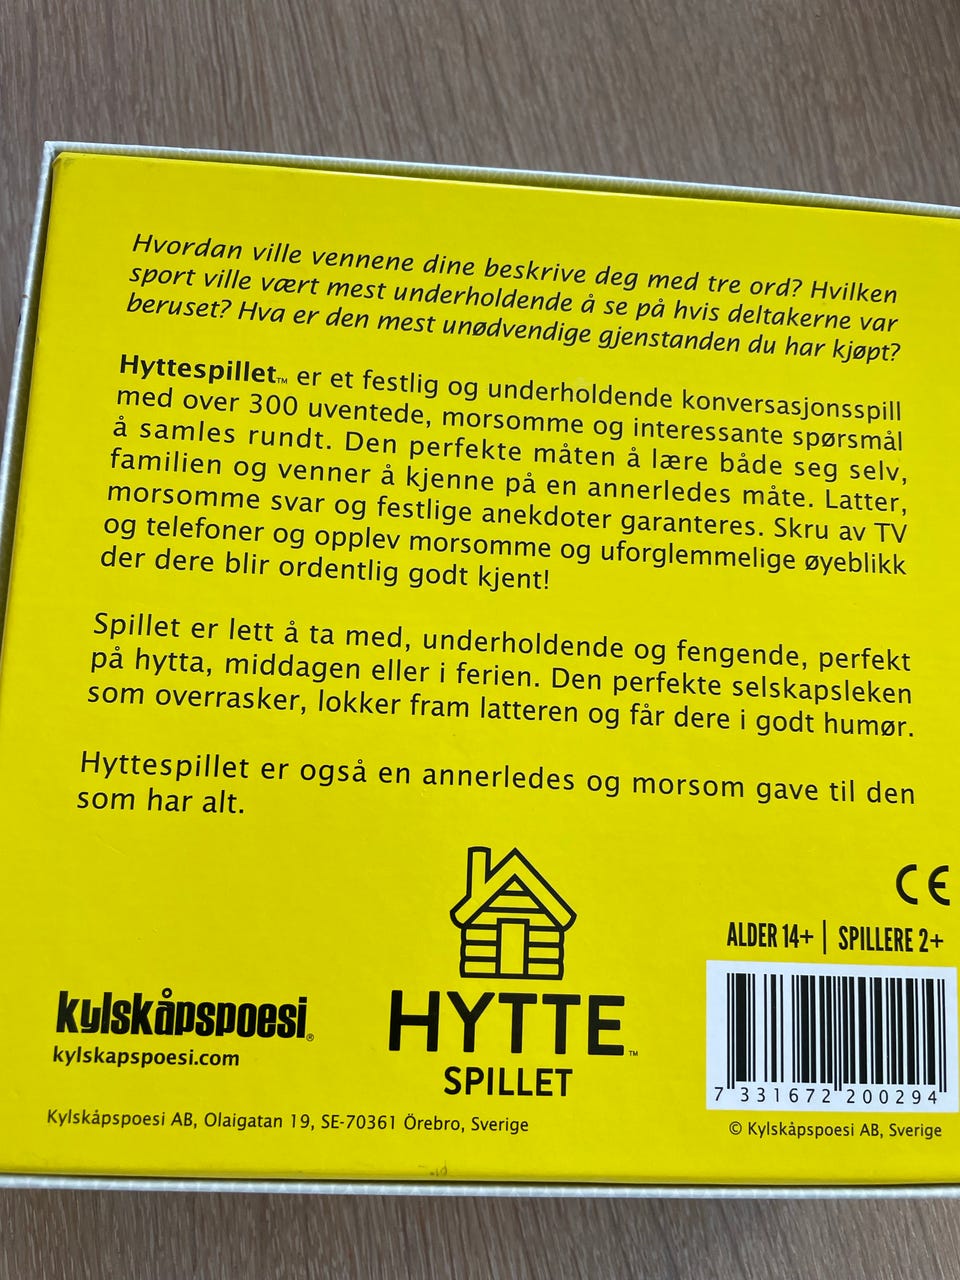 Hvordan ville vennene dine beskrive deg med tre ord? Hvilken
sport ville vært mest underholdende å se på hvis deltakerne var
beruset? Hva er den mest unødvendige gjenstanden du har kjøpt?
Hyttespillet™ er et festlig og underholdende konversasjonsspill
med over 300 uventede, morsomme og interessante spørsmål
å samles rundt. Den perfekte måten å lære både seg selv,
familien og venner å kjenne på en annerledes måte. Latter,
morsomme svar og festlige anekdoter garanteres. Skru av TV
og telefoner og opplev morsomme og uforglemmelige øyeblikk
der dere blir ordentlig godt kjent!
Spillet er lett å ta med, underholdende og fengende, perfekt
på hytta, middagen eller i ferien. Den perfekte selskapsleken
som overrasker, lokker fram latteren og får dere i godt humør.
Hyttespillet er også en annerledes og morsom gave til den
som har alt.
CE
ALDER 14+ | SPILLERE 2+
kylskåpspoesi®
kylskapspoesi.com
HYTTE™
SPILLET
7 331672 200294
Kylskåpspoesi AB, Olaigatan 19, SE-70361 Örebro, Sverige
© Kylskåpspoesi AB, Sverige